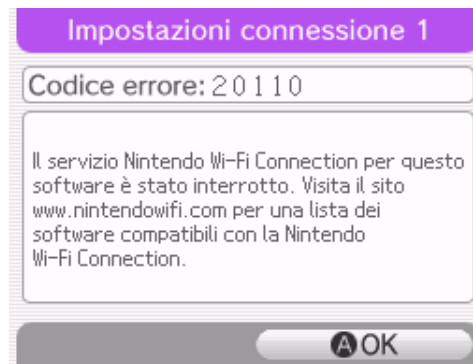 Impostazioni connessione 1
Codice errore: 20110
Il servizio Nintendo Wi-Fi Connection per questo
software è stato interrotto. Visita il sito
www.nintendowifi.com per una lista dei
software compatibili con la Nintendo
Wi-Fi Connection.
A OK